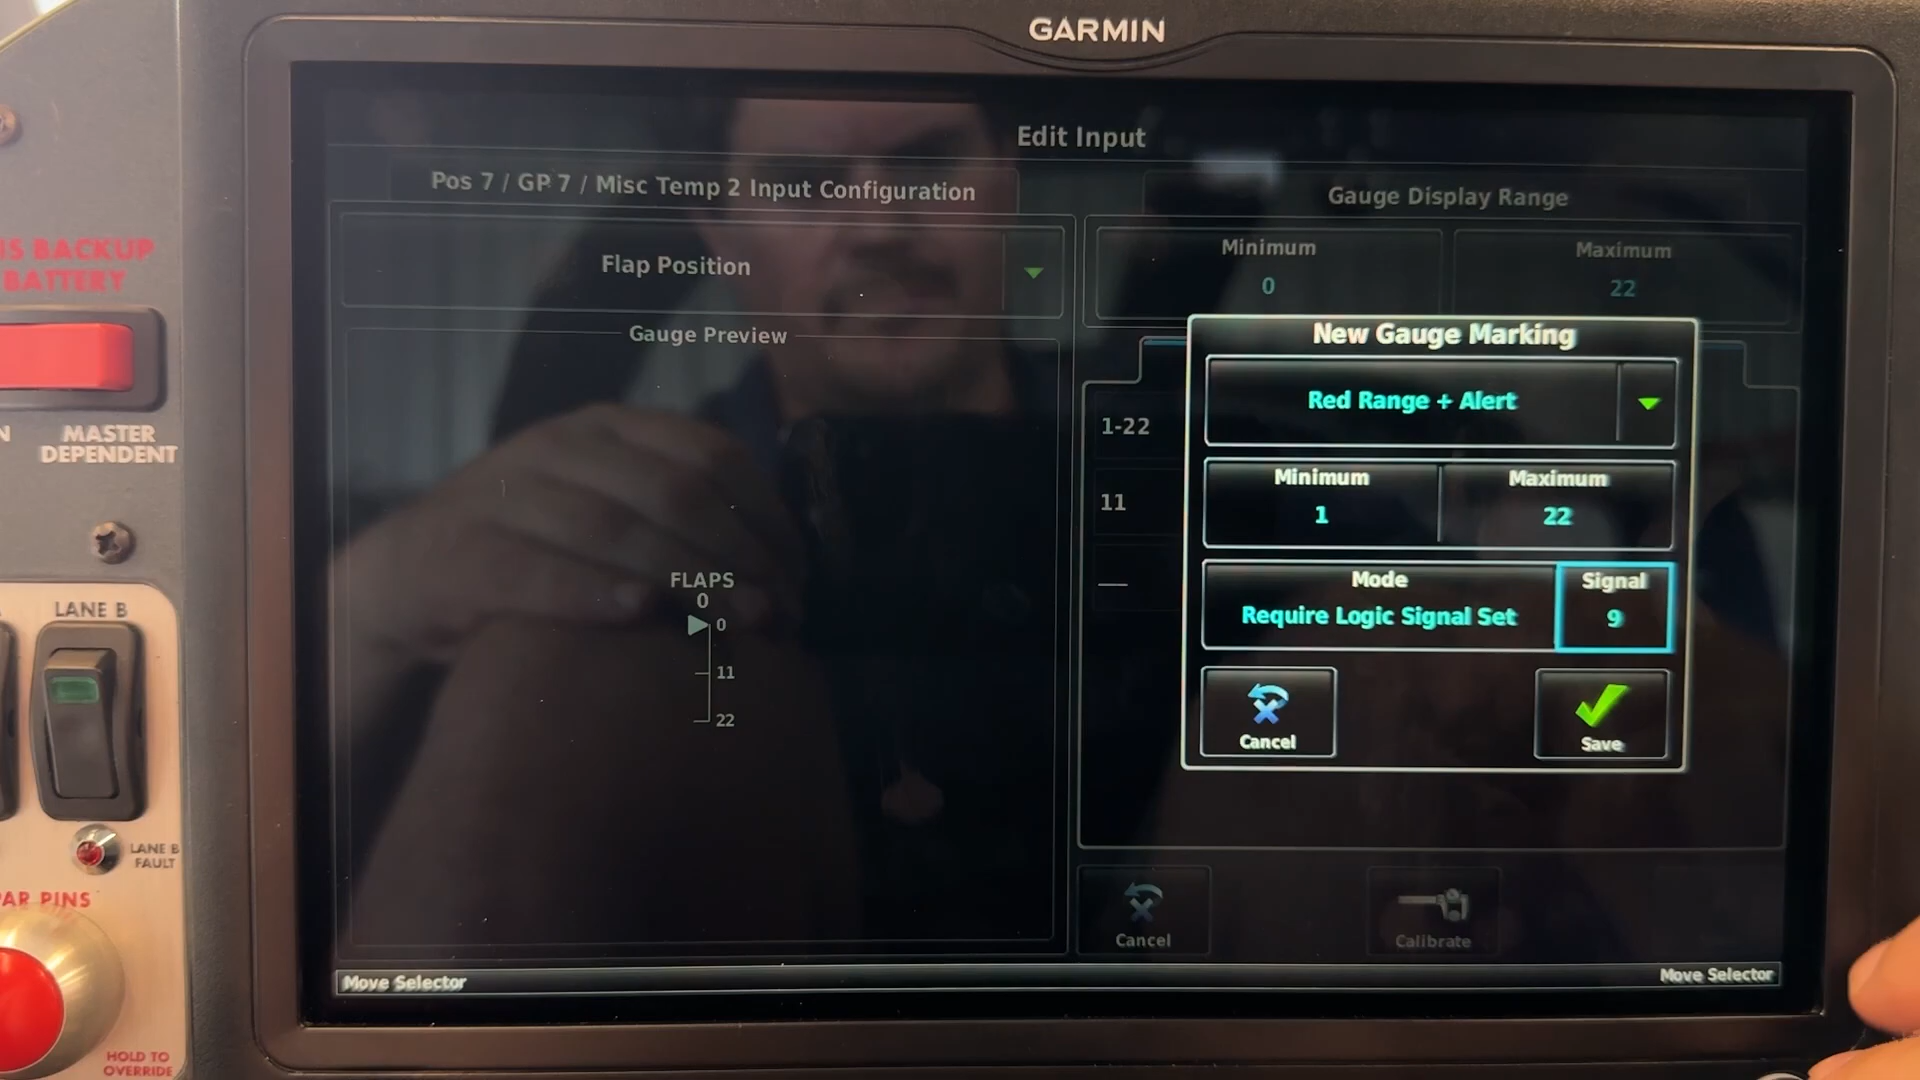 GARMIN
Edit Input
Pos 7 / GP 7 / Misc Temp 2 Input Configuration
Flap Position
Gauge Preview
FLAPS
0
0
11
22
Gauge Display Range
Minimum
0
Maximum
22
1-22
11
New Gauge Marking
Red Range + Alert
Minimum
1
Maximum
22
Mode
Require Logic Signal Set
Signal
9
Cancel
Save
Cancel
Calibrate
Move Selector
Move Selector
BACKUP
BATTERY
MASTER
DEPENDENT
LANE B
LANE B
FAULT
PINS
HOLD TO
OVERRIDE